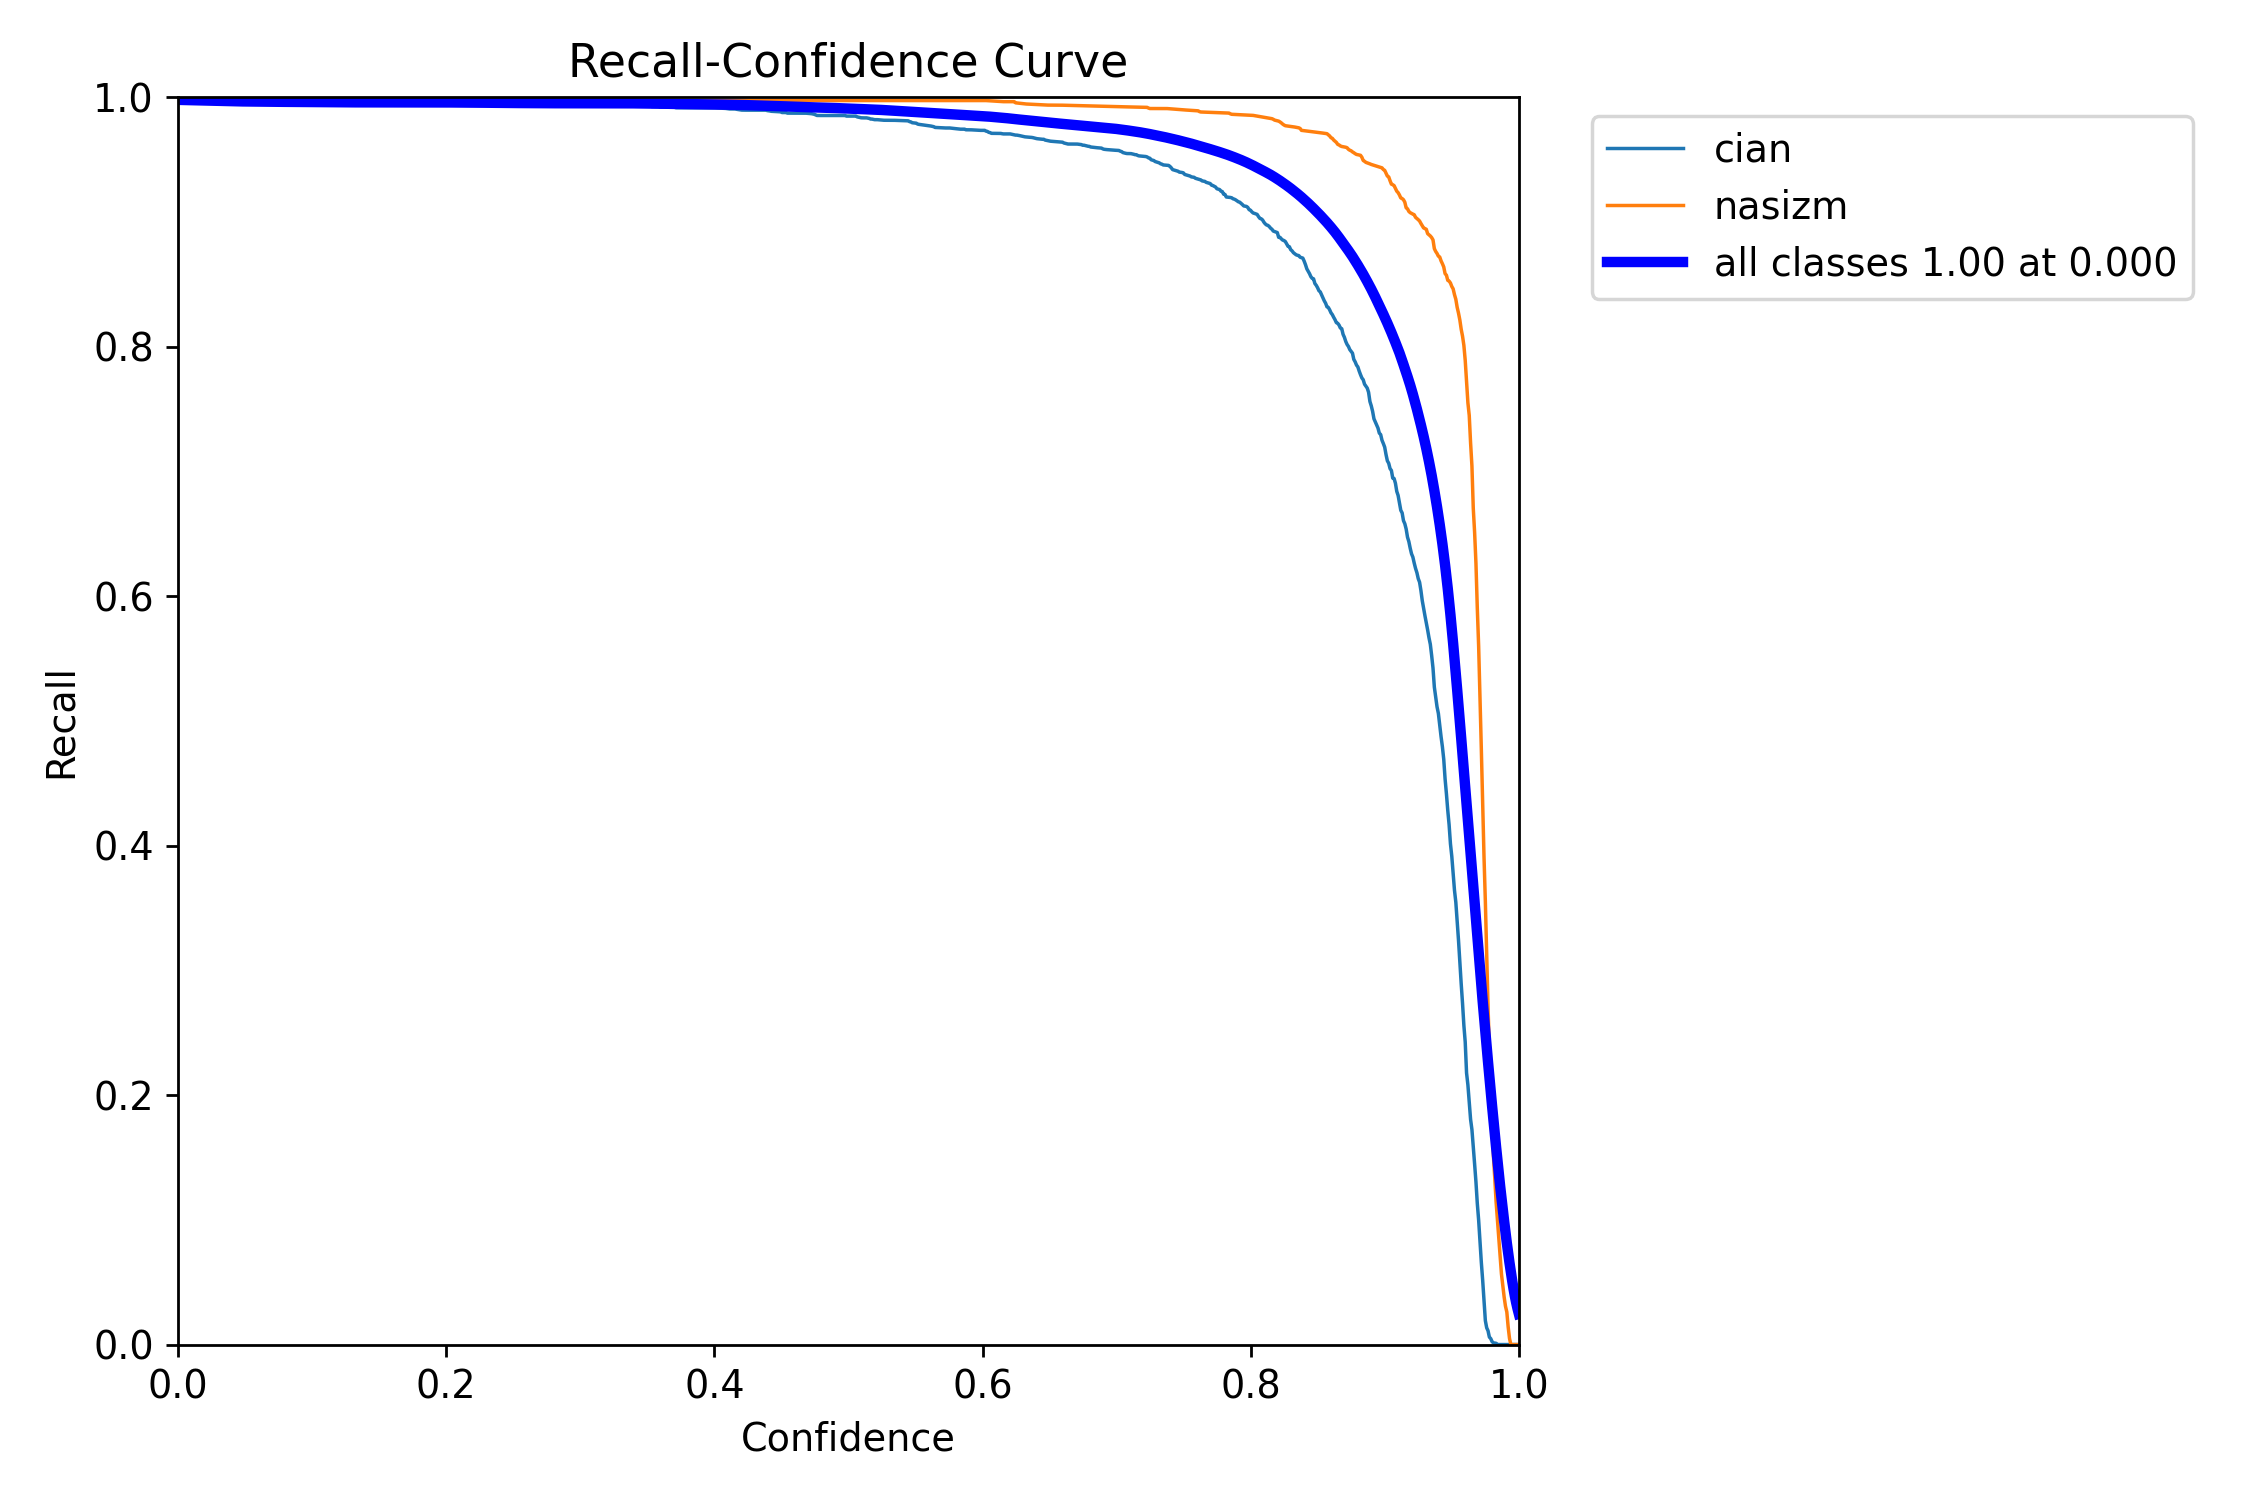 Recall-Confidence Curve
cian
nasizm
all classes 1.00 at 0.000
Recall
1.0
0.8
0.6
0.4
0.2
0.0
0.0 0.2 0.4 0.6 0.8 1.0
Confidence